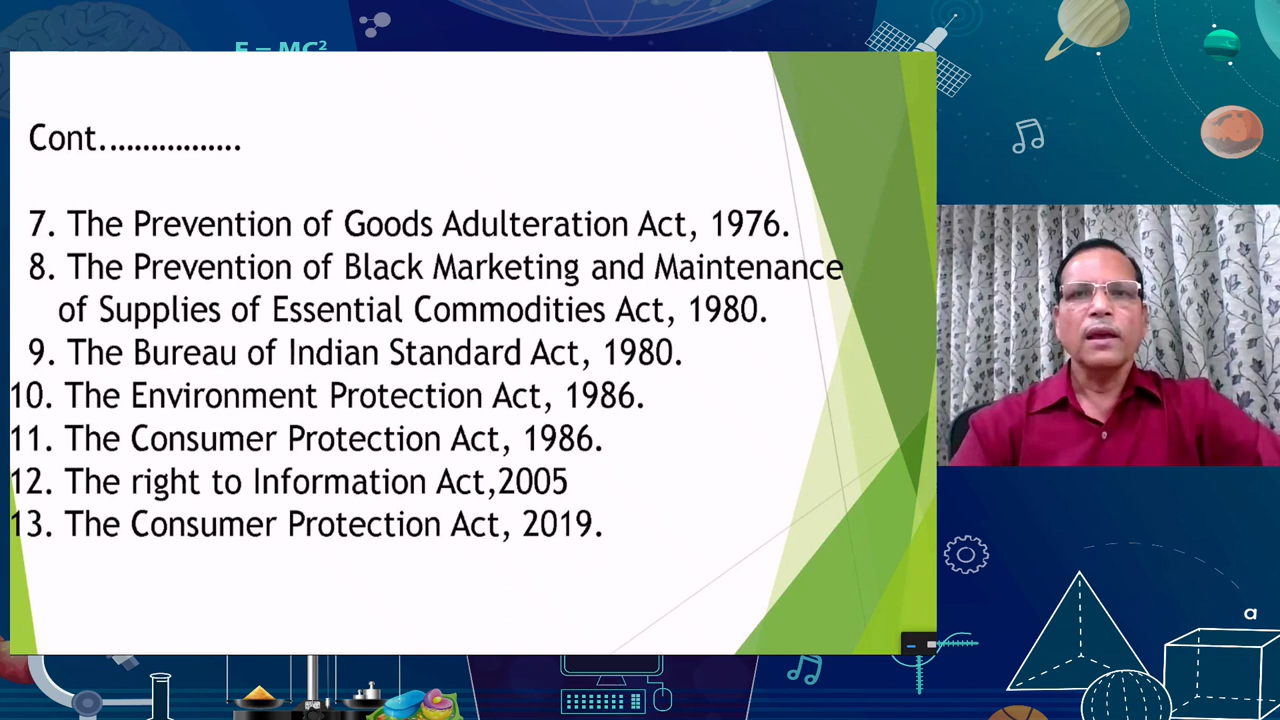 E = MC²
Cont................
7. The Prevention of Goods Adulteration Act, 1976.
8. The Prevention of Black Marketing and Maintenance
of Supplies of Essential Commodities Act, 1980.
9. The Bureau of Indian Standard Act, 1980.
10. The Environment Protection Act, 1986.
11. The Consumer Protection Act, 1986.
12. The right to Information Act,2005
13. The Consumer Protection Act, 2019.
a